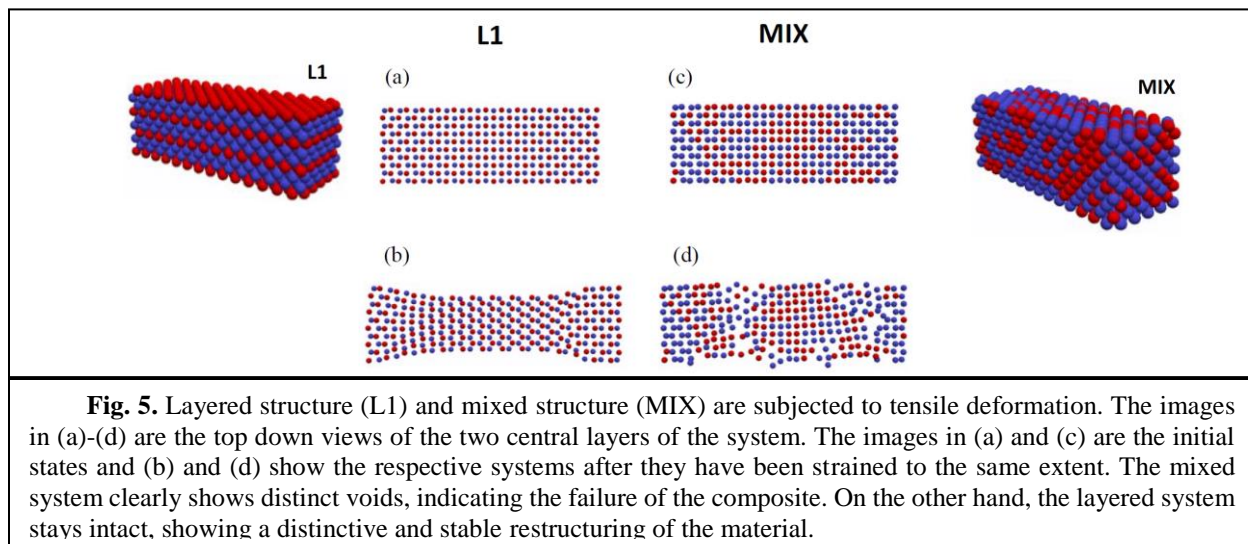 L1
MIX
L1
(a)
(c)
MIX
(b)
(d)
Fig. 5. Layered structure (L1) and mixed structure (MIX) are subjected to tensile deformation. The images
in (a)-(d) are the top down views of the two central layers of the system. The images in (a) and (c) are the initial
states and (b) and (d) show the respective systems after they have been strained to the same extent. The mixed
system clearly shows distinct voids, indicating the failure of the composite. On the other hand, the layered system
stays intact, showing a distinctive and stable restructuring of the material.